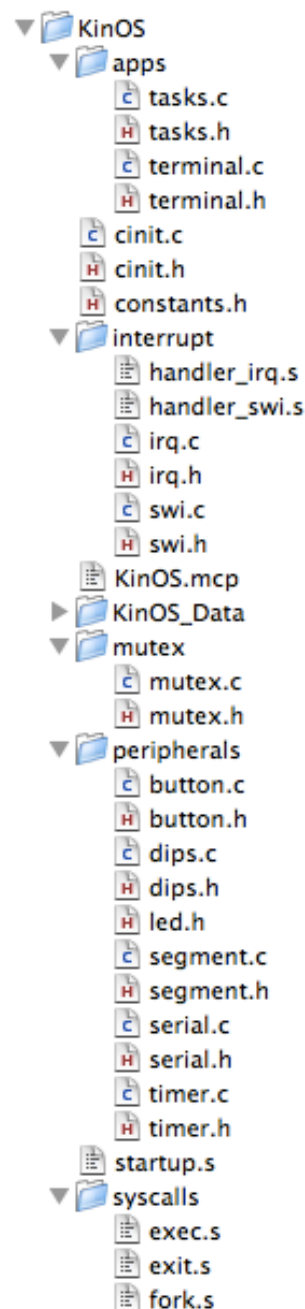 KinOS
apps
c tasks.c
H tasks.h
c terminal.c
H terminal.h
c cinit.c
H cinit.h
H constants.h
interrupt
handler_irq.s
handler_swi.s
c irq.c
H irq.h
c swi.c
H swi.h
KinOS.mcp
KinOS_Data
mutex
c mutex.c
H mutex.h
peripherals
c button.c
H button.h
c dips.c
H dips.h
H led.h
c segment.c
H segment.h
c serial.c
H serial.h
c timer.c
H timer.h
startup.s
syscalls
exec.s
exit.s
fork.s